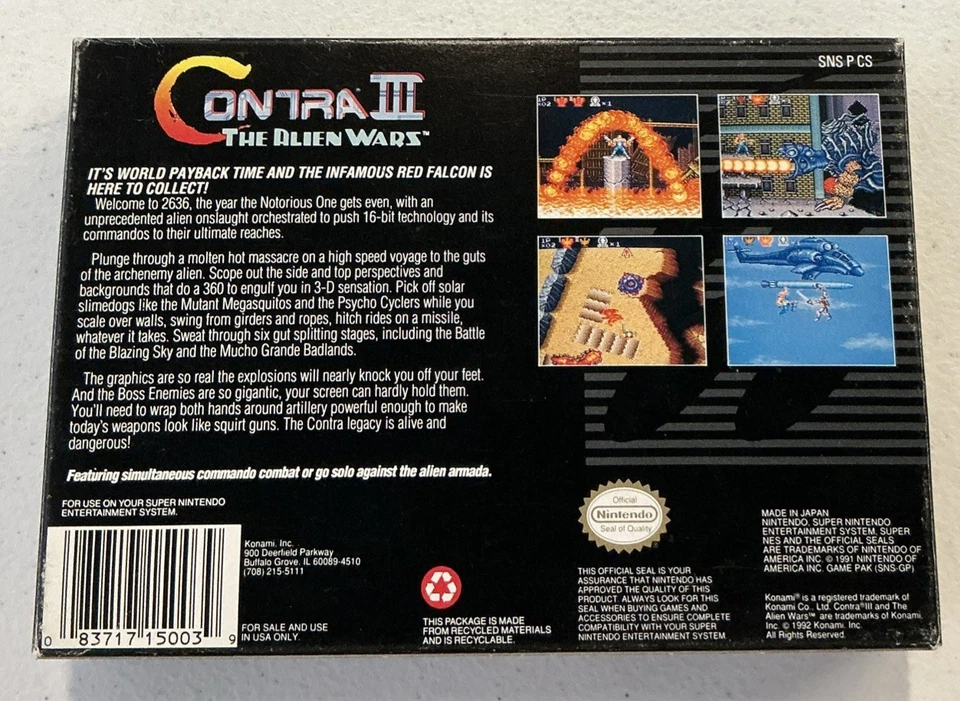 SNS P CS
CONTRA III
THE ALIEN WARS™
IT'S WORLD PAYBACK TIME AND THE INFAMOUS RED FALCON IS
HERE TO COLLECT!
Welcome to 2636, the year the Notorious One gets even, with an
unprecedented alien onslaught orchestrated to push 16-bit technology and its
commandos to their ultimate reaches.
Plunge through a molten hot massacre on a high speed voyage to the guts
of the archenemy alien. Scope out the side and top perspectives and
backgrounds that do a 360 to engulf you in 3-D sensation. Pick off solar
slimedogs like the Mutant Megasquitos and the Psycho Cyclers while you
scale over walls, swing from girders and ropes, hitch rides on a missile,
whatever it takes. Sweat through six gut splitting stages, including the Battle
of the Blazing Sky and the Mucho Grande Badlands.
The graphics are so real the explosions will nearly knock you off your feet.
And the Boss Enemies are so gigantic, your screen can hardly hold them.
You'll need to wrap both hands around artillery powerful enough to make
today's weapons look like squirt guns. The Contra legacy is alive and
dangerous!
Featuring simultaneous commando combat or go solo against the alien armada.
FOR USE ON YOUR SUPER NINTENDO
ENTERTAINMENT SYSTEM.
0 83717 15003 9
Konami, Inc.
900 Deerfield Parkway
Buffalo Grove, IL 60089-4510
(708) 215-5111
FOR SALE AND USE
IN USA ONLY.
THIS PACKAGE IS MADE
FROM RECYCLED MATERIALS
AND IS RECYCLABLE.
Official
Nintendo
Seal of Quality
THIS OFFICIAL SEAL IS YOUR
ASSURANCE THAT NINTENDO HAS
APPROVED THE QUALITY OF THIS
PRODUCT. ALWAYS LOOK FOR THIS
SEAL WHEN BUYING GAMES AND
ACCESSORIES TO ENSURE COMPLETE
COMPATIBILITY WITH YOUR SUPER
NINTENDO ENTERTAINMENT SYSTEM.
MADE IN JAPAN
NINTENDO, SUPER NINTENDO
ENTERTAINMENT SYSTEM, SUPER
NES AND THE OFFICIAL SEALS
ARE TRADEMARKS OF NINTENDO OF
AMERICA INC. © 1991 NINTENDO OF
AMERICA INC. GAME PAK (SNS-GP)
Konami® is a registered trademark of
Konami Co., Ltd. Contra®III and The
Alien Wars™ are trademarks of Konami,
Inc. © 1992 Konami, Inc.
All Rights Reserved.